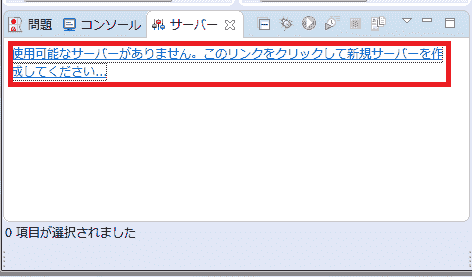 問題 コンソール サーバー
使用可能なサーバーがありません。このリンクをクリックして新規サーバーを作
成してください...
0 項目が選択されました